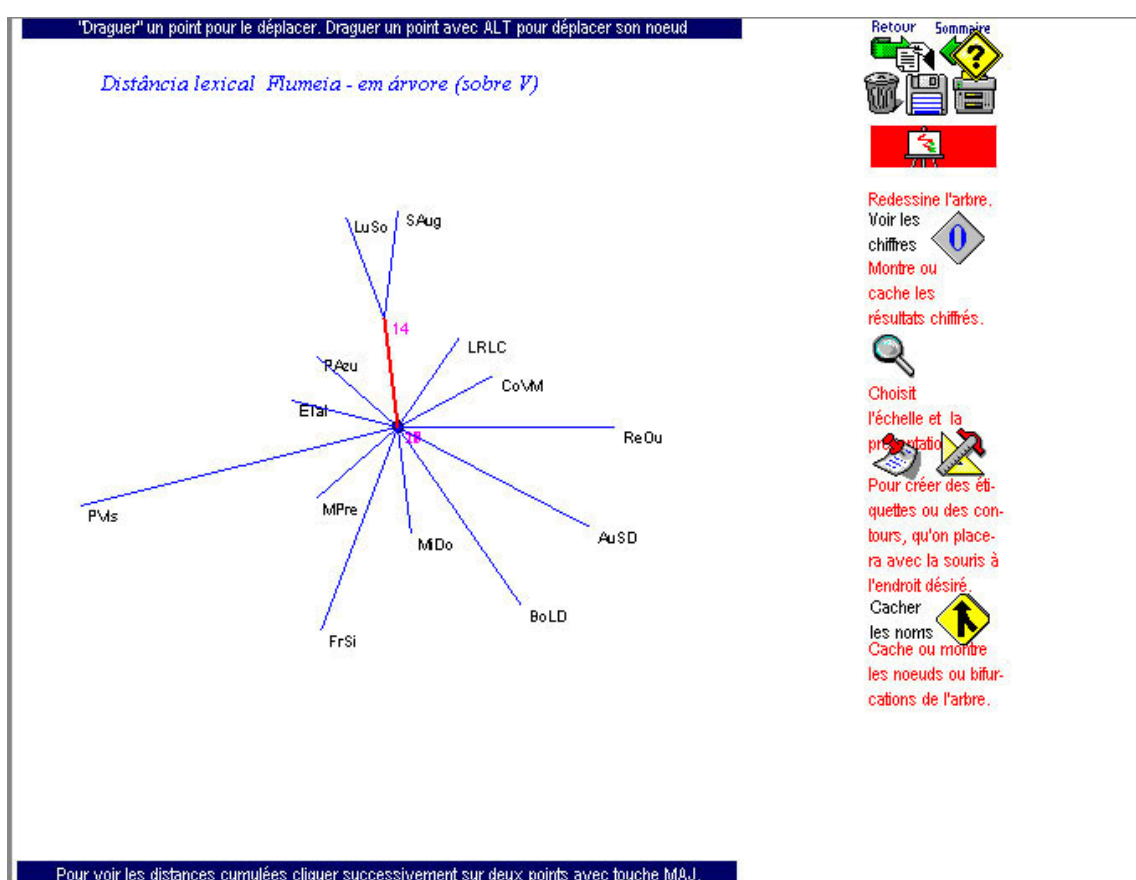 "Draguer" un point pour le déplacer. Draguer un point avec ALT pour déplacer son noeud
Distância lexical Flumeia - em árvore (sobre V)
LuSo
SAug
14
LRLC
PAzu
CoVM
ETal
ReOu
PMs
MPre
MiDo
AuSD
BoLD
FrSi
Pour voir les distances cumulées cliquer successivement sur deux points avec touche MAJ.
Retour Sommaire
?
Redessine l'arbre.
Voir les
chiffres
0
Montre ou
cache les
résultats chiffrés.
Choisit
l'échelle et la
Pour créer des éti-
quettes ou des con-
tours, qu'on place-
ra avec la souris à
l'endroit désiré.
Cacher
les noms
Cache ou montre
les noeuds ou bifur-
cations de l'arbre.